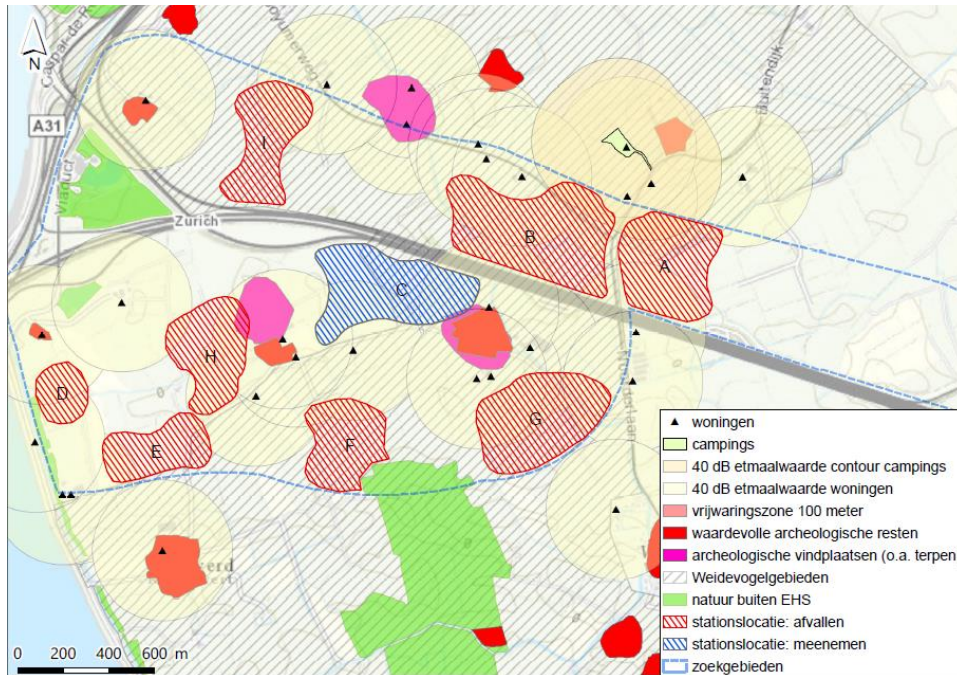 Caspar-de-R
oyumerweg
N
A31
Viaduct
Buitendijk
I
Zurich
B
A
C
H
D
G
E
F
erd
0 200 400 600 m
▲ woningen
campings
40 dB etmaalwaarde contour campings
40 dB etmaalwaarde woningen
vrijwaringszone 100 meter
waardevolle archeologische resten
archeologische vindplaatsen (o.a. terpen
Weidevogelgebieden
natuur buiten EHS
stationslocatie: afvallen
stationslocatie: meenemen
zoekgebieden